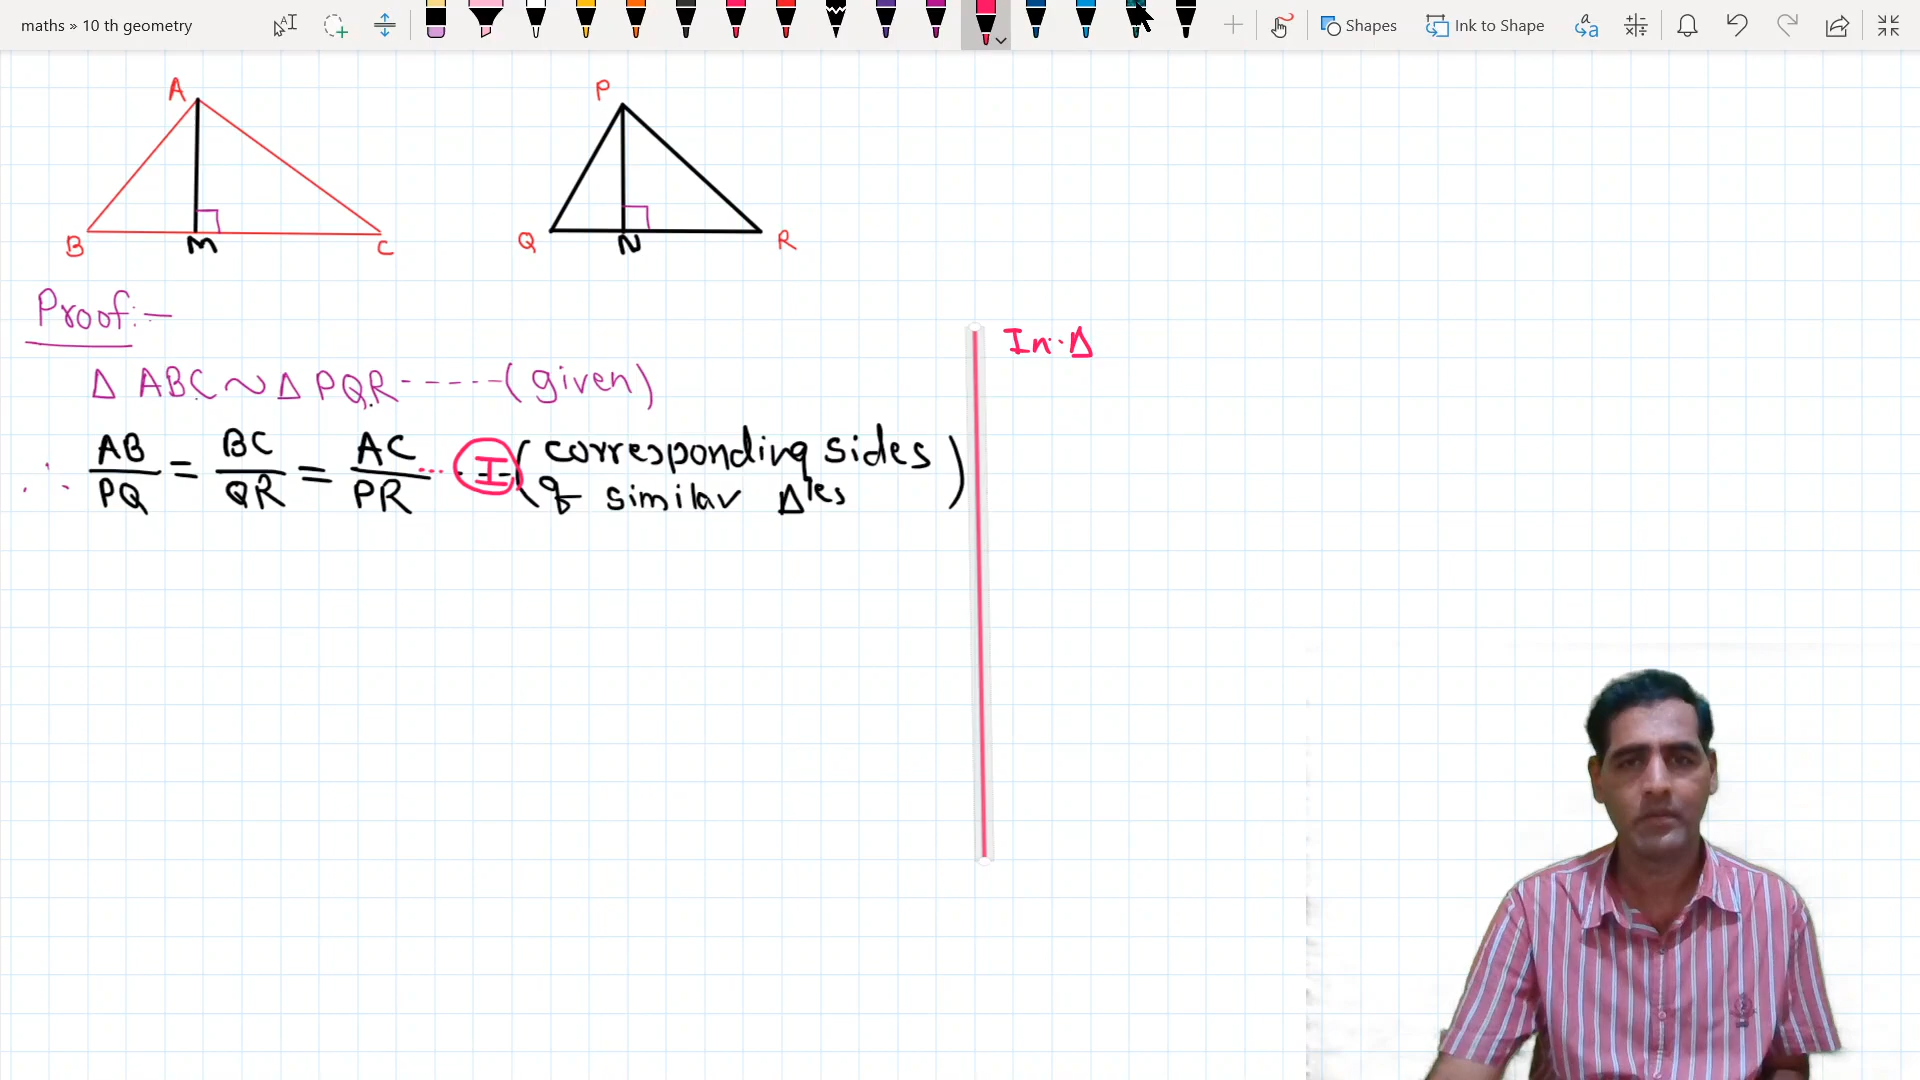 maths » 10 th geometry
Shapes
Ink to Shape
A
B
M
C
P
Q
N
R
Proof:-
Δ ABC ~ Δ PQR ------ (given)
∴ AB/PQ = BC/QR = AC/PR ... I (corresponding sides
of similar Δles)
In Δ